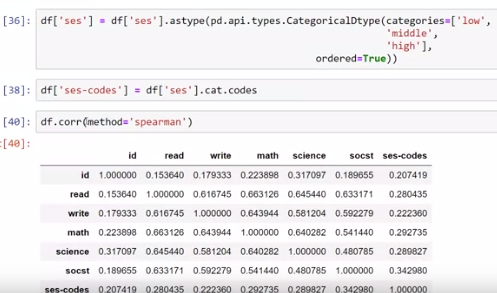 [36]: df['ses'] = df['ses'].astype(pd.api.types.CategoricalDtype(categories=['low',
'middle',
'high'],
ordered=True))
[38]: df['ses-codes'] = df['ses'].cat.codes
[40]: df.corr(method='spearman')
[40]:
id read write math science socst ses-codes
id 1.000000 0.153640 0.179333 0.223898 0.317097 0.189655 0.207419
read 0.153640 1.000000 0.616745 0.663126 0.645440 0.633171 0.280435
write 0.179333 0.616745 1.000000 0.643944 0.581204 0.592279 0.222360
math 0.223898 0.663126 0.643944 1.000000 0.640282 0.541440 0.292735
science 0.317097 0.645440 0.581204 0.640282 1.000000 0.480785 0.289827
socst 0.189655 0.633171 0.592279 0.541440 0.480785 1.000000 0.342980
ses-codes 0.207419 0.280435 0.222360 0.292735 0.289827 0.342980 1.000000